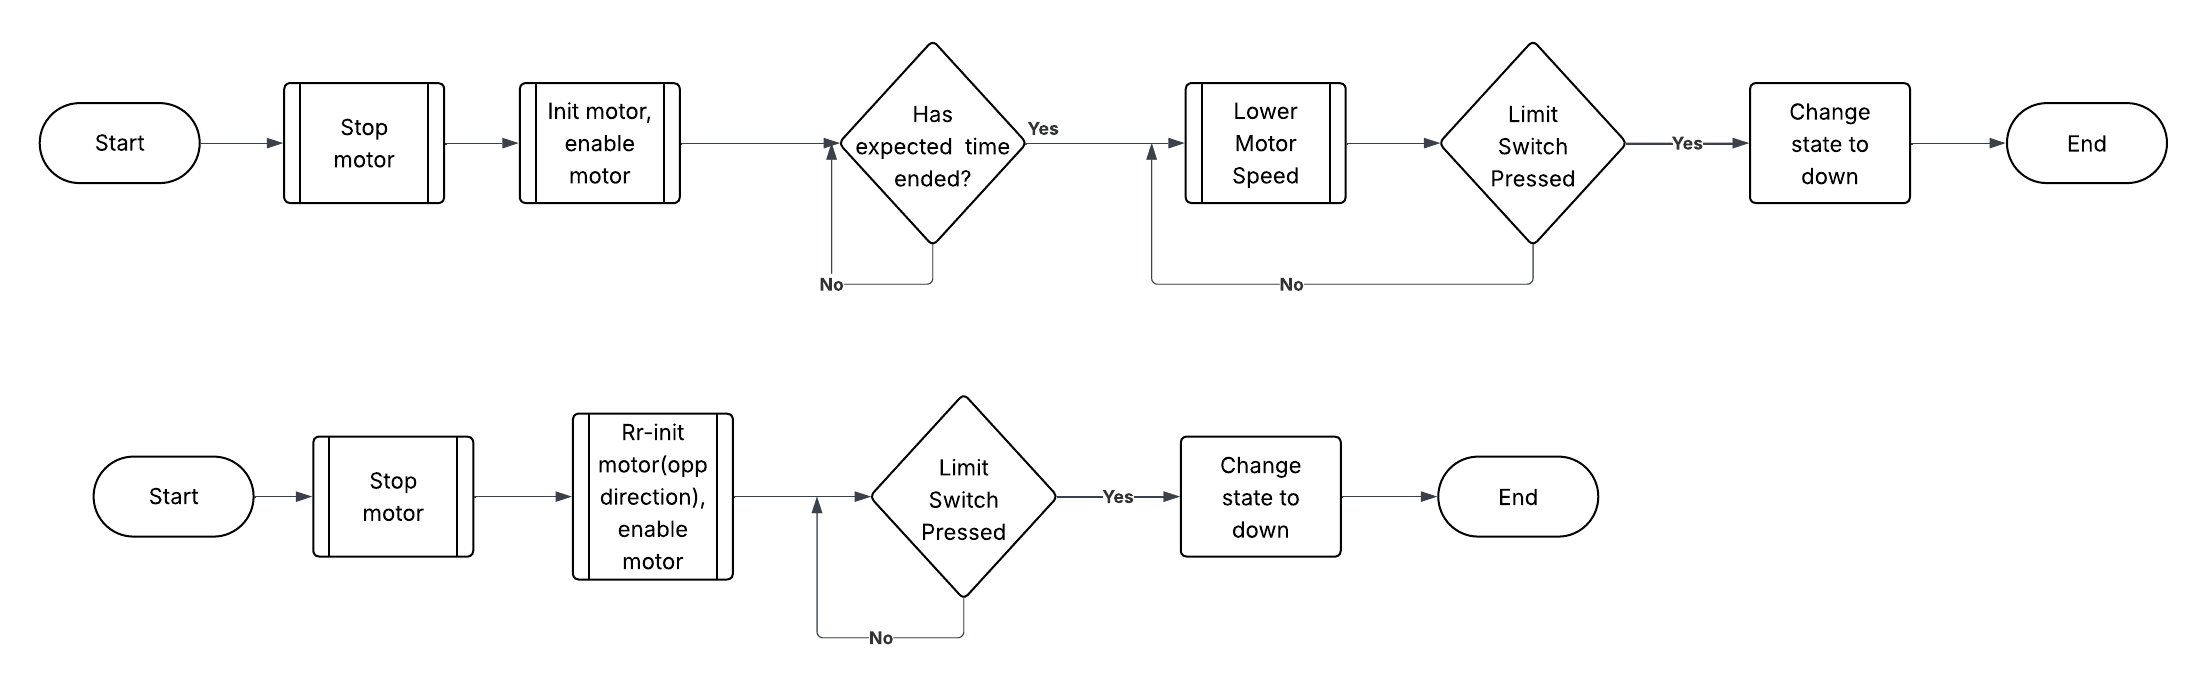 Start
Stop
motor
Init motor,
enable
motor
Has
expected time
ended?
Yes
No
Lower
Motor
Speed
Limit
Switch
Pressed
No
Yes
Change
state to
down
End
Start
Stop
motor
Rr-init
motor(opp
direction),
enable
motor
Limit
Switch
Pressed
No
Yes
Change
state to
down
End